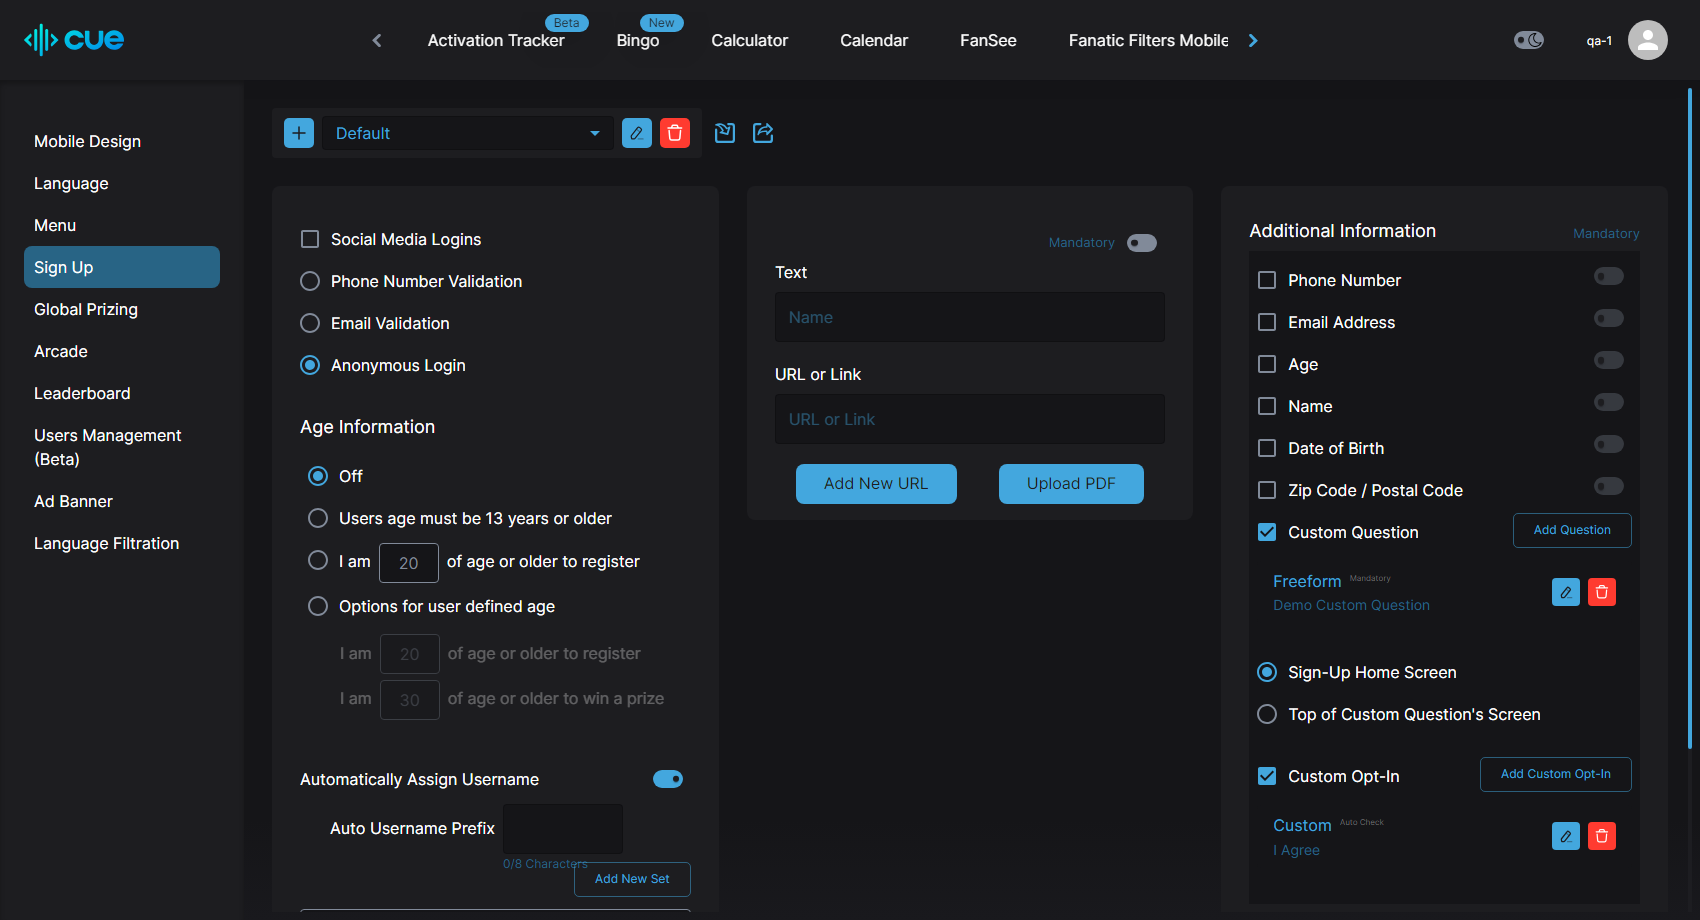 cue
Activation Tracker
Beta
Bingo
New
Calculator
Calendar
FanSee
Fanatic Filters Mobile
qa-1
Mobile Design
Language
Menu
Sign Up
Global Prizing
Arcade
Leaderboard
Users Management
(Beta)
Ad Banner
Language Filtration
Default
Social Media Logins
Phone Number Validation
Email Validation
Anonymous Login
Age Information
Off
Users age must be 13 years or older
I am 20 of age or older to register
Options for user defined age
I am 20 of age or older to register
I am 30 of age or older to win a prize
Automatically Assign Username
Auto Username Prefix
0/8 Characters
Add New Set
Mandatory
Text
Name
URL or Link
URL or Link
Add New URL
Upload PDF
Additional Information
Mandatory
Phone Number
Email Address
Age
Name
Date of Birth
Zip Code / Postal Code
Custom Question
Add Question
Freeform Mandatory
Demo Custom Question
Sign-Up Home Screen
Top of Custom Question's Screen
Custom Opt-In
Add Custom Opt-In
Custom Auto Check
I Agree